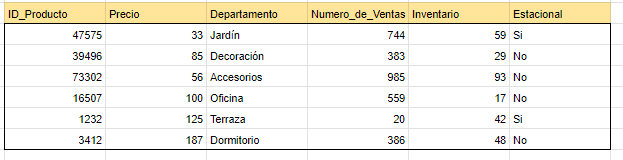 ID_Producto Precio Departamento Numero_de_Ventas Inventario Estacional
47575 33 Jardín 744 59 Si
39496 85 Decoración 383 29 No
73302 56 Accesorios 985 93 No
16507 100 Oficina 559 17 No
1232 125 Terraza 20 42 Si
3412 187 Dormitorio 386 48 No